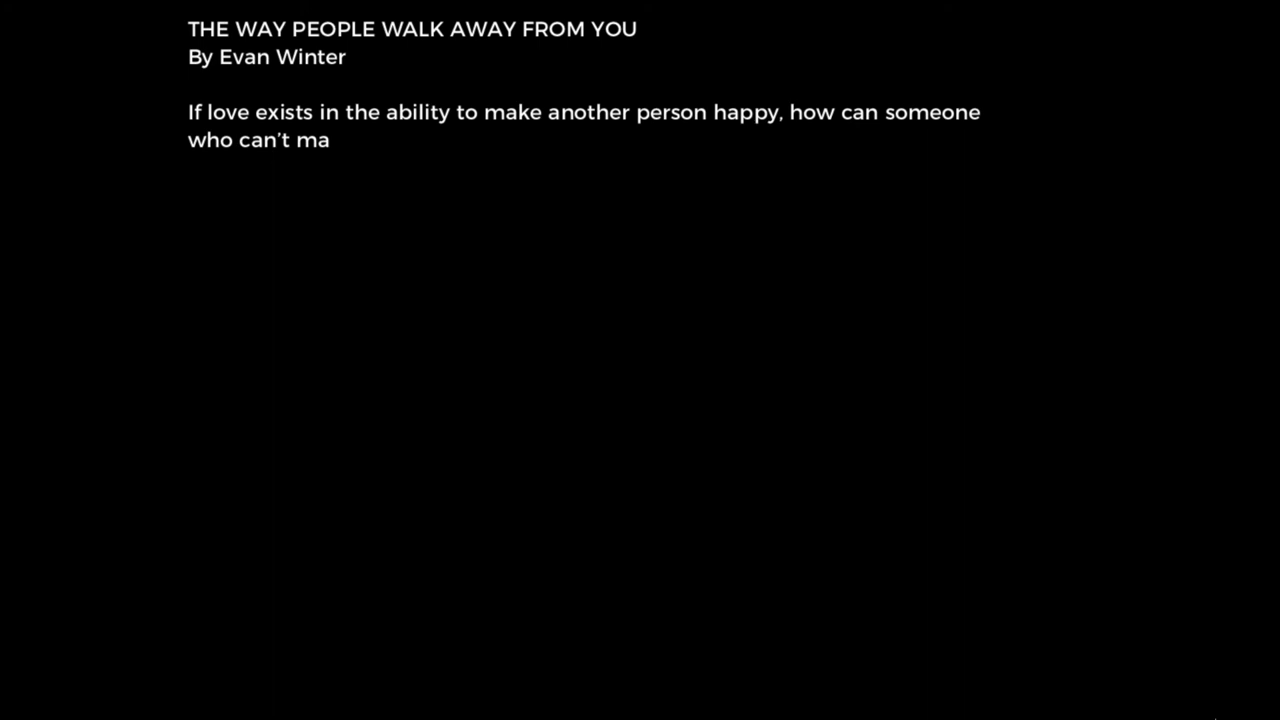 THE WAY PEOPLE WALK AWAY FROM YOU
By Evan Winter
If love exists in the ability to make another person happy, how can someone
who can’t ma